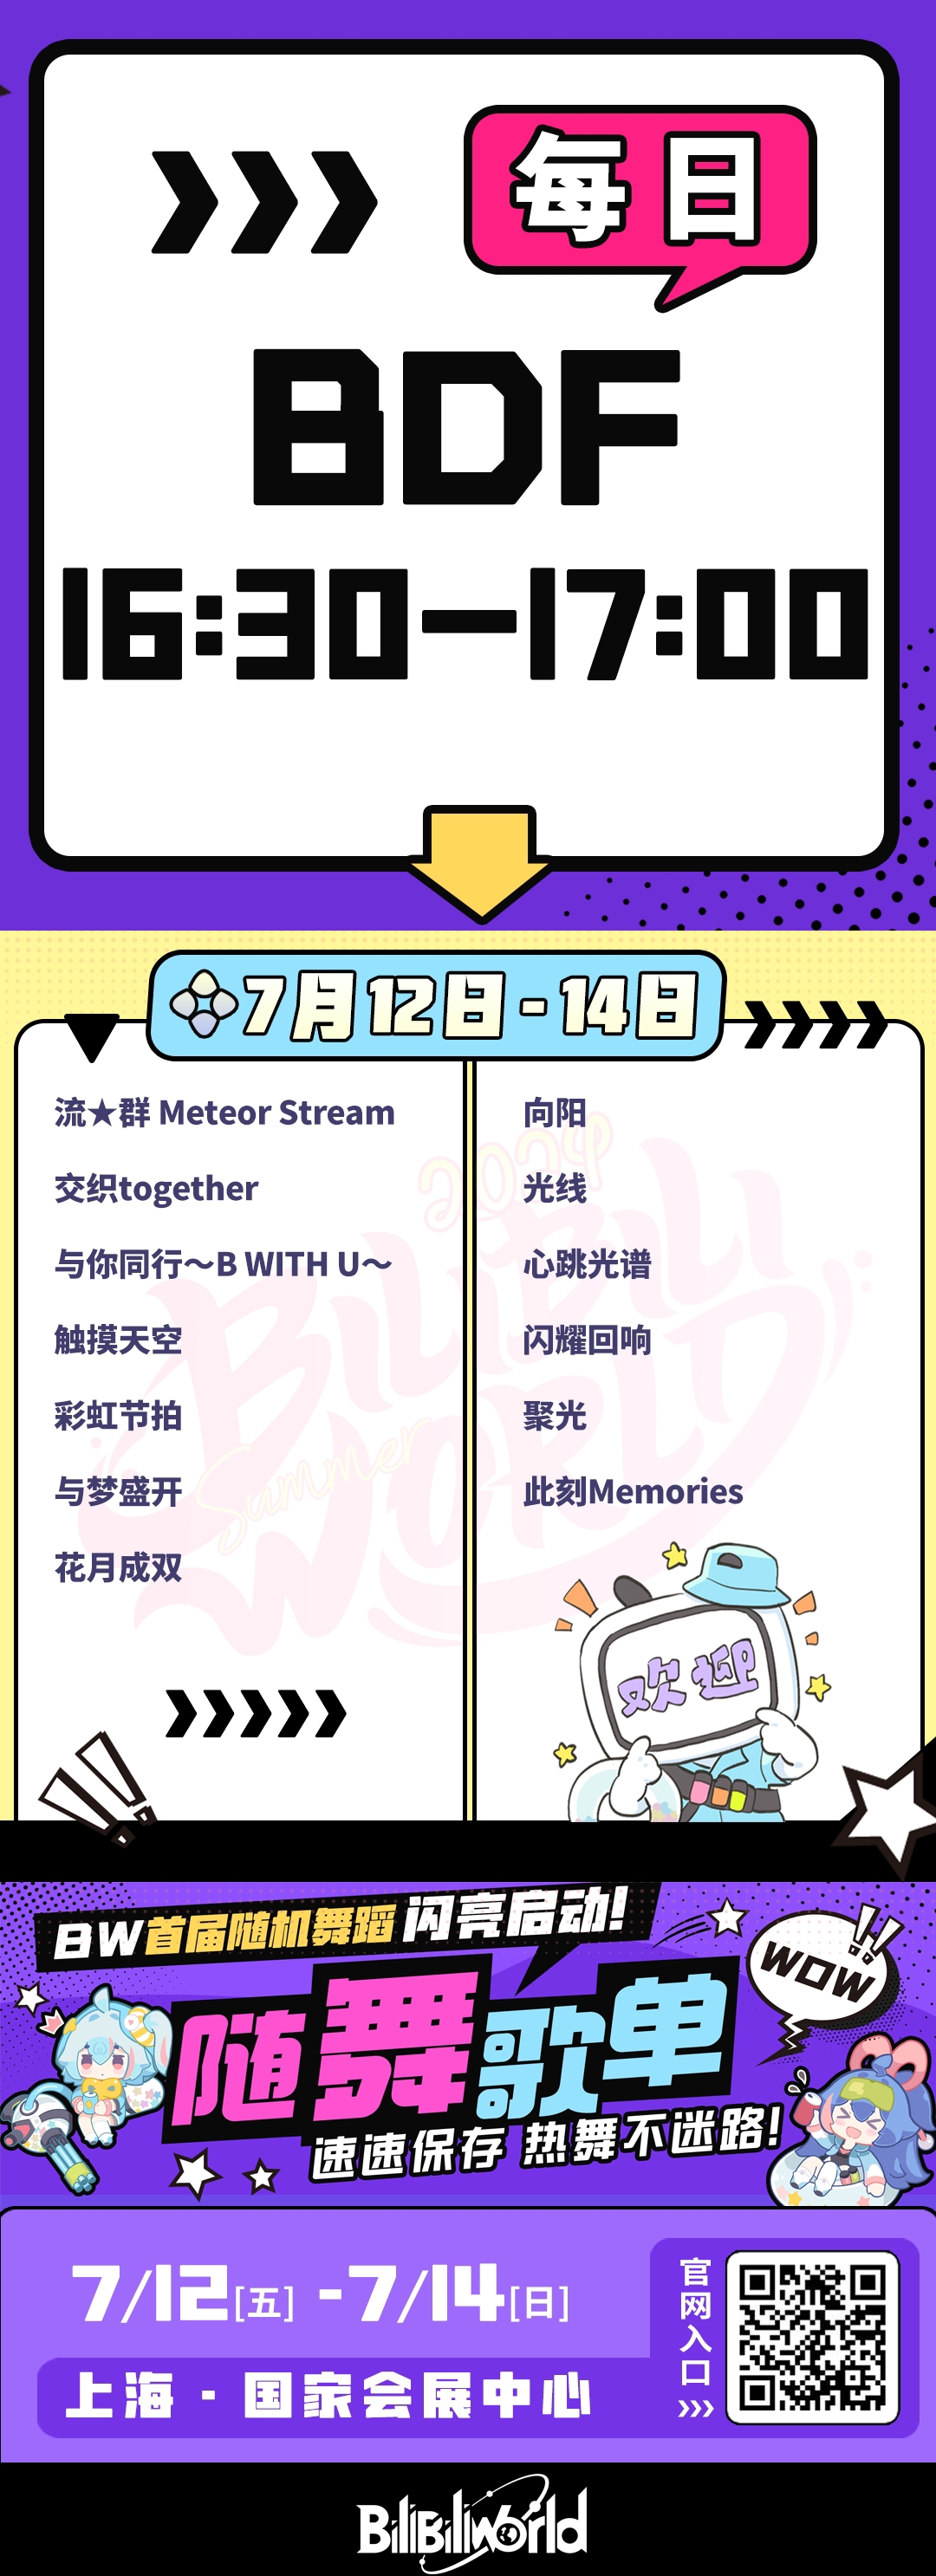 每日
BDF
16:30—17:00
7月12日-14日
流★群 Meteor Stream
交织together
与你同行～B WITH U～
触摸天空
彩虹节拍
与梦盛开
花月成双
向阳
光线
心跳光谱
闪耀回响
聚光
此刻Memories
2024
BILIBILI
WORLD
Summer
欢迎
BW首届随机舞蹈 闪亮启动!
WOW
随舞歌单
速速保存 热舞不迷路!
7/12[五] -7/14[日]
上海·国家会展中心
官网入口
BiliBiliWorld